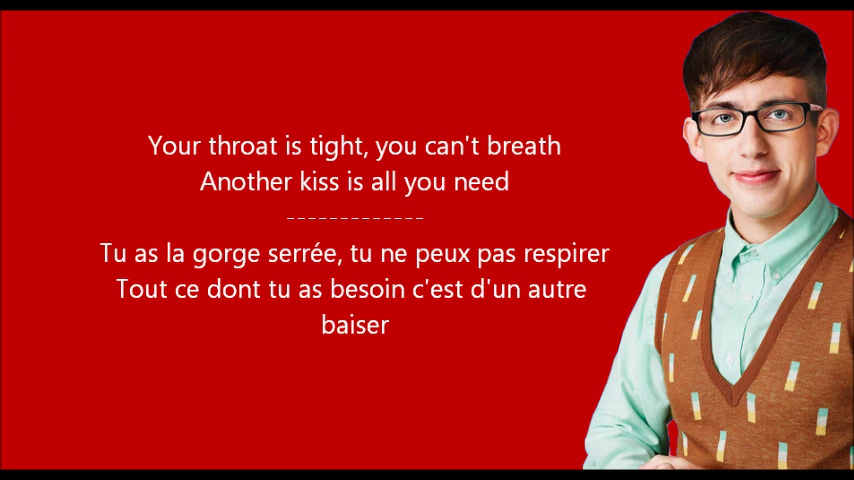 Your throat is tight, you can't breath
Another kiss is all you need
-------------
Tu as la gorge serrée, tu ne peux pas respirer
Tout ce dont tu as besoin c'est d'un autre
baiser